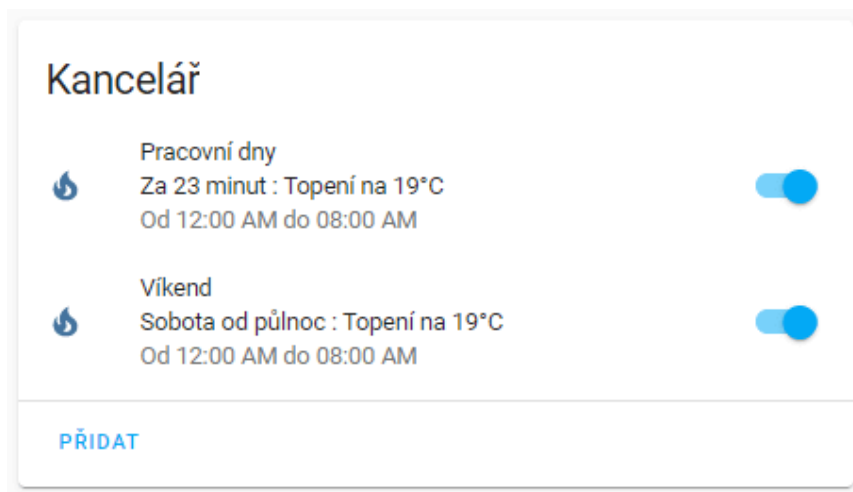 Kancelář
Pracovní dny
Za 23 minut : Topení na 19°C
Od 12:00 AM do 08:00 AM
Víkend
Sobota od půlnoc : Topení na 19°C
Od 12:00 AM do 08:00 AM
PŘIDAT